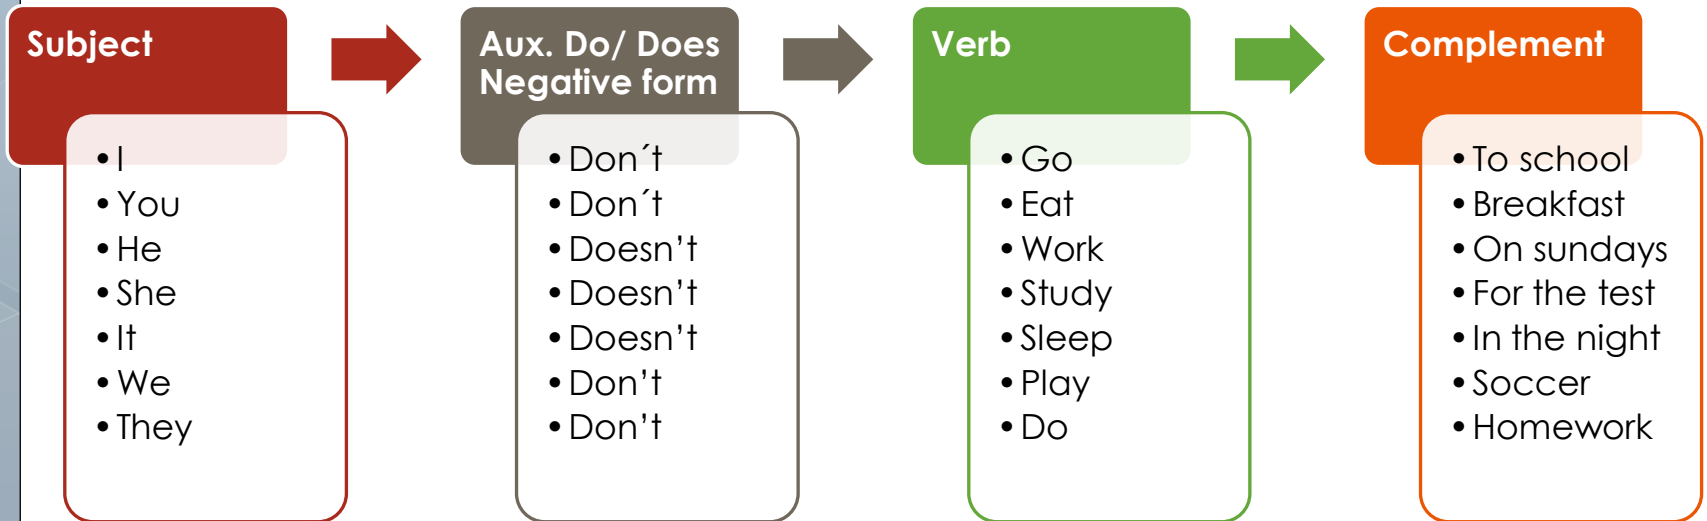 Subject
• I
• You
• He
• She
• It
• We
• They
Aux. Do/ Does
Negative form
• Don´t
• Don´t
• Doesn’t
• Doesn’t
• Doesn’t
• Don’t
• Don’t
Verb
• Go
• Eat
• Work
• Study
• Sleep
• Play
• Do
Complement
• To school
• Breakfast
• On sundays
• For the test
• In the night
• Soccer
• Homework